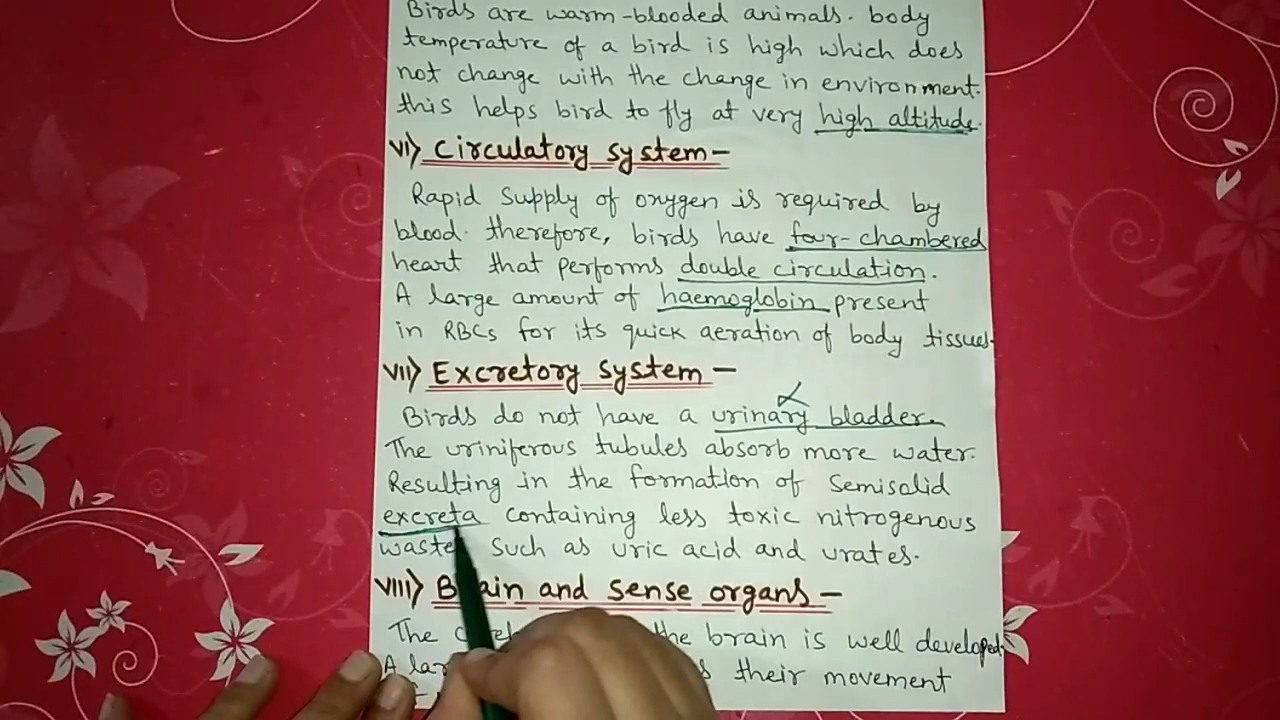 Birds are warm-blooded animals. body
temperature of a bird is high which does
not change with the change in environment.
this helps bird to fly at very high altitude.
VI) Circulatory system-
Rapid supply of oxygen is required by
blood. therefore, birds have four-chambered
heart that performs double circulation.
A large amount of haemoglobin present
in RBCs for its quick aeration of body tissues.
VII) Excretory system-
Birds do not have a urinary bladder.
The uriniferous tubules absorb more water.
Resulting in the formation of semisolid
excreta containing less toxic nitrogenous
waste such as uric acid and urates.
VIII) Brain and sense organs-
The the brain is well developed.
A their movement